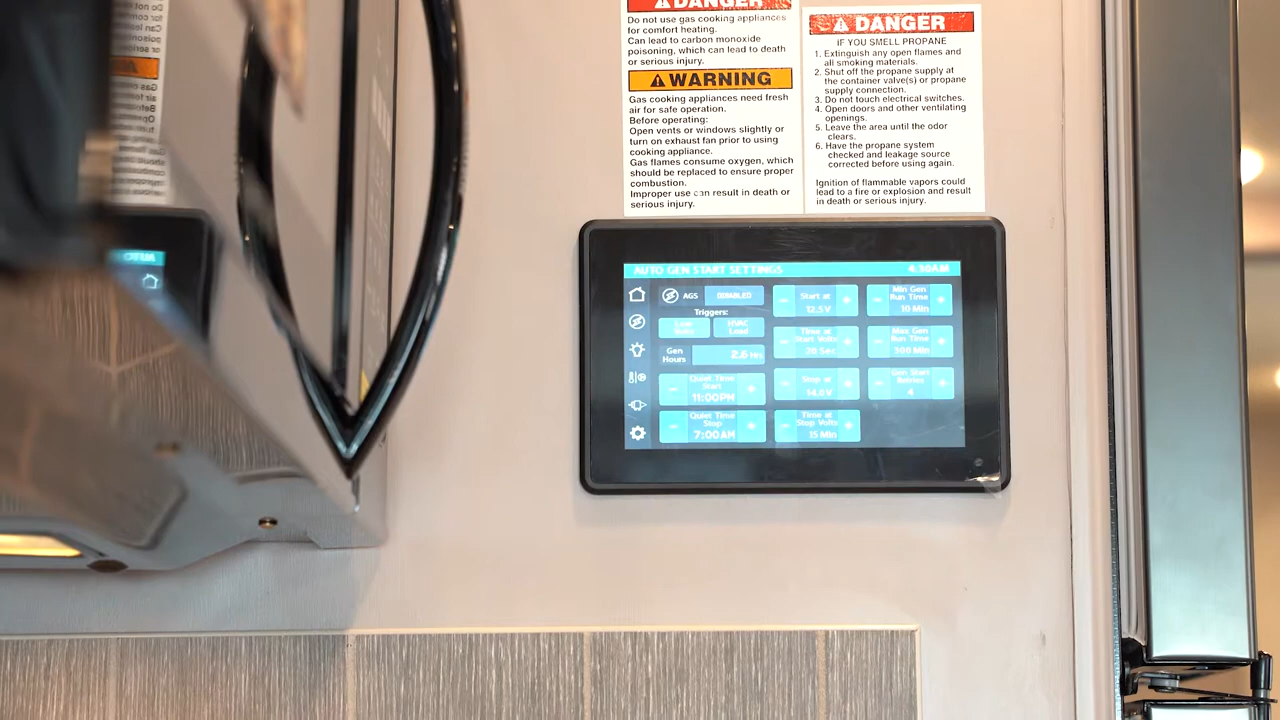 DANGER
Do not use gas cooking appliances
for comfort heating.
Can lead to carbon monoxide
poisoning, which can lead to death
or serious injury.
WARNING
Gas cooking appliances need fresh
air for safe operation.
Before operating:
Open vents or windows slightly or
turn on exhaust fan prior to using
cooking appliance.
Gas flames consume oxygen, which
should be replaced to ensure proper
combustion.
Improper use can result in death or
serious injury.
DANGER
IF YOU SMELL PROPANE
1. Extinguish any open flames and
all smoking materials.
2. Shut off the propane supply at
the container valve(s) or propane
supply connection.
3. Do not touch electrical switches.
4. Open doors and other ventilating
openings.
5. Leave the area until the odor
clears.
6. Have the propane system
checked and leakage source
corrected before using again.
Ignition of flammable vapors could
lead to a fire or explosion and result
in death or serious injury.
AUTO GEN START SETTINGS 4:30AM
AGS DISABLED
Triggers:
Low
Volts
HVAC
Load
Gen
Hours
2.6 Hrs
Quiet Time
Start
11:00PM
Quiet Time
Stop
7:00AM
- Start at +
12.5V
- Time at +
Start Volts
Stop at
14.0V
- Time at +
Stop Volts
15 Min
- Min Gen +
Run Time
10 Min
- Max Gen +
Run Time
300 Min
- Gen Start +
Retries
4